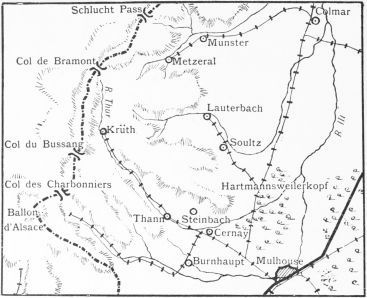 Schlucht Pass
Colmar
Munster
Col de Bramont
Metzeral
R Thur
Lauterbach
Krüth
R Ill
Soultz
Col du Bussang
Col des Charbonniers
Hartmannsweilerkopf
Ballon
d'Alsace
Thann
Steinbach
Cernay
Burnhaupt
Mulhouse